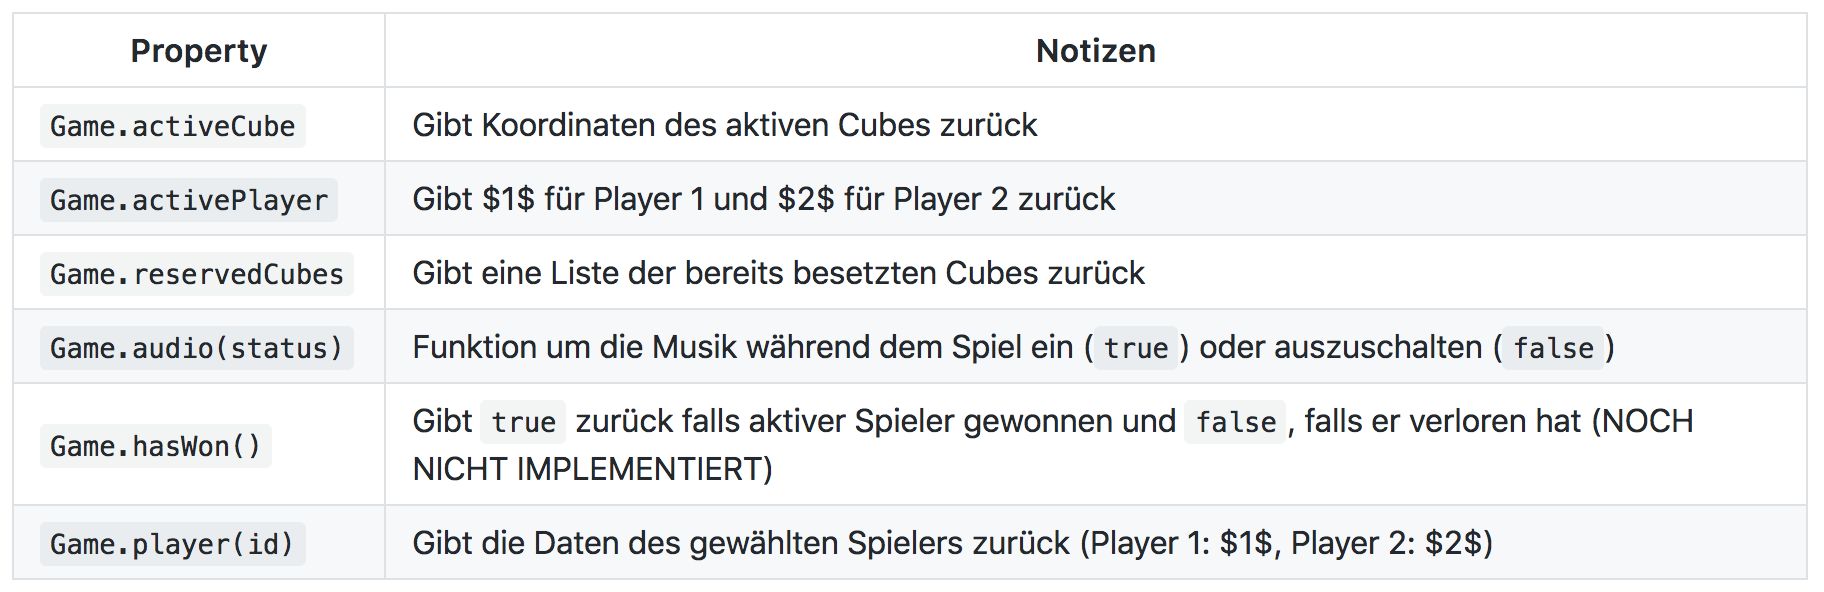 Property Notizen
Game.activeCube Gibt Koordinaten des aktiven Cubes zurück
Game.activePlayer Gibt $1$ für Player 1 und $2$ für Player 2 zurück
Game.reservedCubes Gibt eine Liste der bereits besetzten Cubes zurück
Game.audio(status) Funktion um die Musik während dem Spiel ein (true) oder auszuschalten (false)
Game.hasWon() Gibt true zurück falls aktiver Spieler gewonnen und false, falls er verloren hat (NOCH
NICHT IMPLEMENTIERT)
Game.player(id) Gibt die Daten des gewählten Spielers zurück (Player 1: $1$, Player 2: $2$)